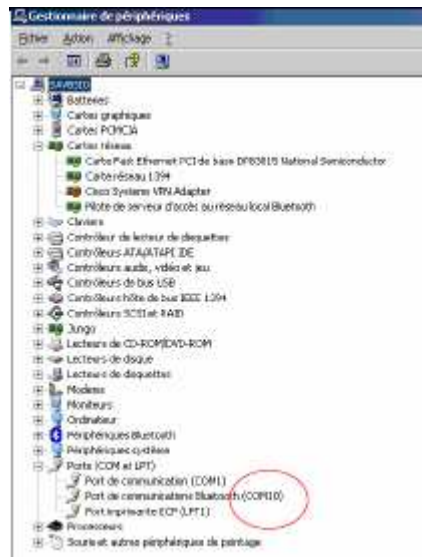 Gestionnaire de périphériques
Fichier Action Affichage ?
Batteries
Cartes graphiques
Cartes PCMCIA
Cartes réseau
Carte Fast Ethernet PCI de base DP83815 National Semiconductor
Carte réseau 1394
Cisco Systems VPN Adapter
Pilote de serveur d'accès au réseau local Bluetooth
Claviers
Contrôleur de lecteur de disquettes
Contrôleurs ATA/ATAPI IDE
Contrôleurs audio, vidéo et jeu
Contrôleurs de bus USB
Contrôleurs hôte de bus IEEE 1394
Contrôleurs SCSI et RAID
Jungo
Lecteurs de CD-ROM/DVD-ROM
Lecteurs de disque
Lecteurs de disquettes
Modems
Moniteurs
Ordinateur
Périphériques Bluetooth
Périphériques système
Ports (COM et LPT)
Port de communication (COM1)
Port de communications Bluetooth (COM10)
Port imprimante ECP (LPT1)
Processeurs
Souris et autres périphériques de pointage